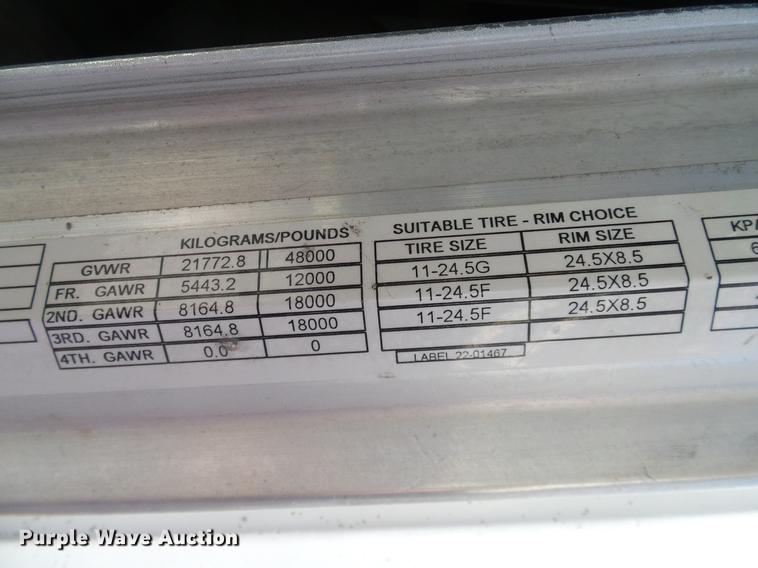 KILOGRAMS/POUNDS
GVWR 21772.8 48000
FR. GAWR 5443.2 12000
2ND. GAWR 8164.8 18000
3RD. GAWR 8164.8 18000
4TH. GAWR 0.0 0
SUITABLE TIRE - RIM CHOICE
TIRE SIZE RIM SIZE
11-24.5G 24.5X8.5
11-24.5F 24.5X8.5
11-24.5F 24.5X8.5
LABEL 22-01467
Purple Wave Auction